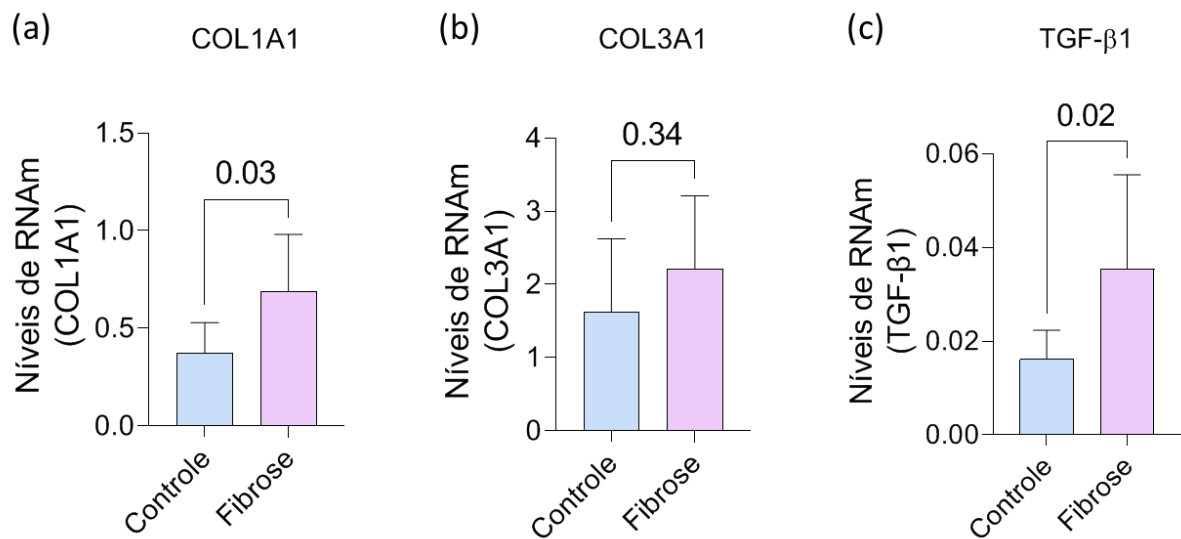 (a)
COL1A1
Níveis de RNAm
(COL1A1)
1.5
1.0
0.5
0.0
0.03
Controle
Fibrose
(b)
COL3A1
Níveis de RNAm
(COL3A1)
4
3
2
1
0
0.34
Controle
Fibrose
(c)
TGF-β1
Níveis de RNAm
(TGF-β1)
0.06
0.04
0.02
0.00
0.02
Controle
Fibrose